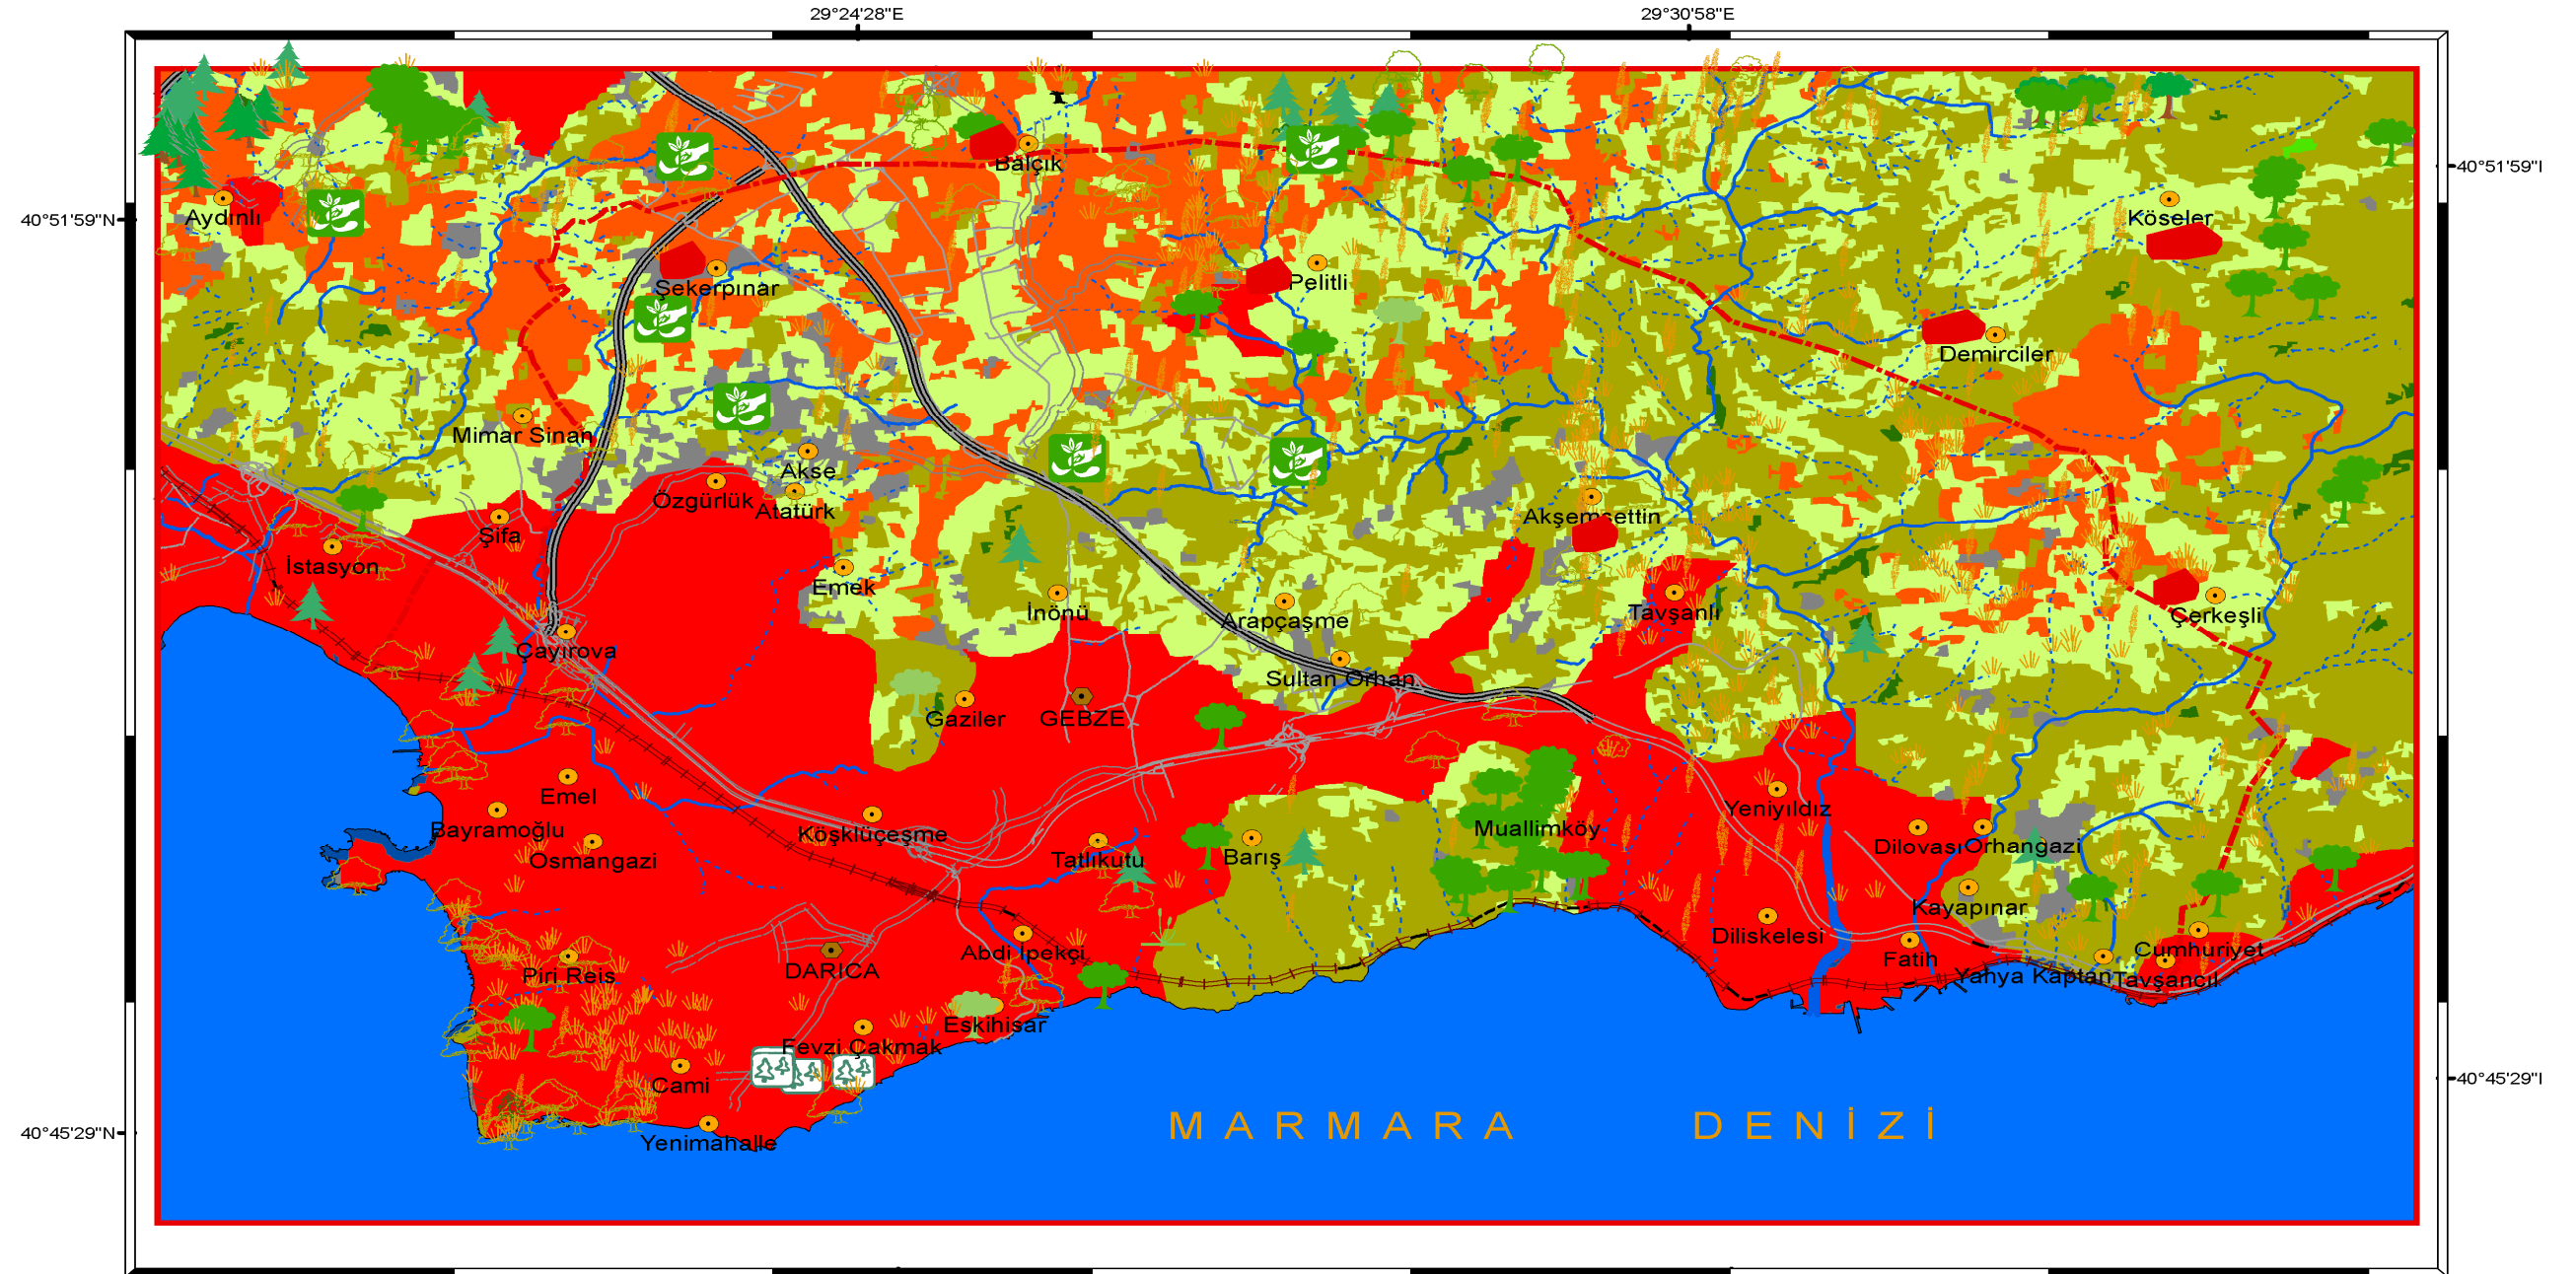 29°24'28"E
29°30'58"E
40°51'59"N
40°51'59"I
Balçık
Aydınlı
Köseler
Şekerpınar
Pelitli
Demirciler
Mimar Sinan
Akse
Özgürlük
Atatürk
Akşemsettin
Şifa
İstasyon
Emek
İnönü
Arapçaşme
Tavşanlı
Çerkeşli
Çayırova
Sultan Orhan
Gaziler
GEBZE
Emel
Yeniyıldız
Bayramoğlu
Köşklüçeşme
Muallimköy
Osmangazi
Tatlıkutu
Barış
Dilovası
Orhangazi
Kayapınar
Diliskelesi
Abdi İpekçi
Cumhuriyet
Fatih
Piri Reis
DARICA
Yahya Kaptan
Tavşancıl
Eskihisar
Fevzi Çakmak
Cami
40°45'29"I
MARMARA DENİZİ
40°45'29"N
Yenimahalle